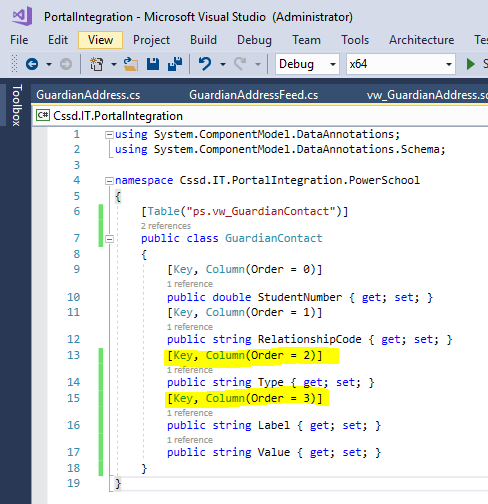 PortalIntegration - Microsoft Visual Studio (Administrator)
File Edit View Project Build Debug Team Tools Architecture Te
Debug x64 S
Toolbox
GuardianAddress.cs GuardianAddressFeed.cs vw_GuardianAddress.s
C# Cssd.IT.PortalIntegration
1 using System.ComponentModel.DataAnnotations;
2 using System.ComponentModel.DataAnnotations.Schema;
3
4 namespace Cssd.IT.PortalIntegration.PowerSchool
5 {
6 [Table("ps.vw_GuardianContact")]
2 references
7 public class GuardianContact
8 {
9 [Key, Column(Order = 0)]
1 reference
10 public double StudentNumber { get; set; }
11 [Key, Column(Order = 1)]
1 reference
12 public string RelationshipCode { get; set; }
13 [Key, Column(Order = 2)]
1 reference
14 public string Type { get; set; }
15 [Key, Column(Order = 3)]
1 reference
16 public string Label { get; set; }
1 reference
17 public string Value { get; set; }
18 }
19 }